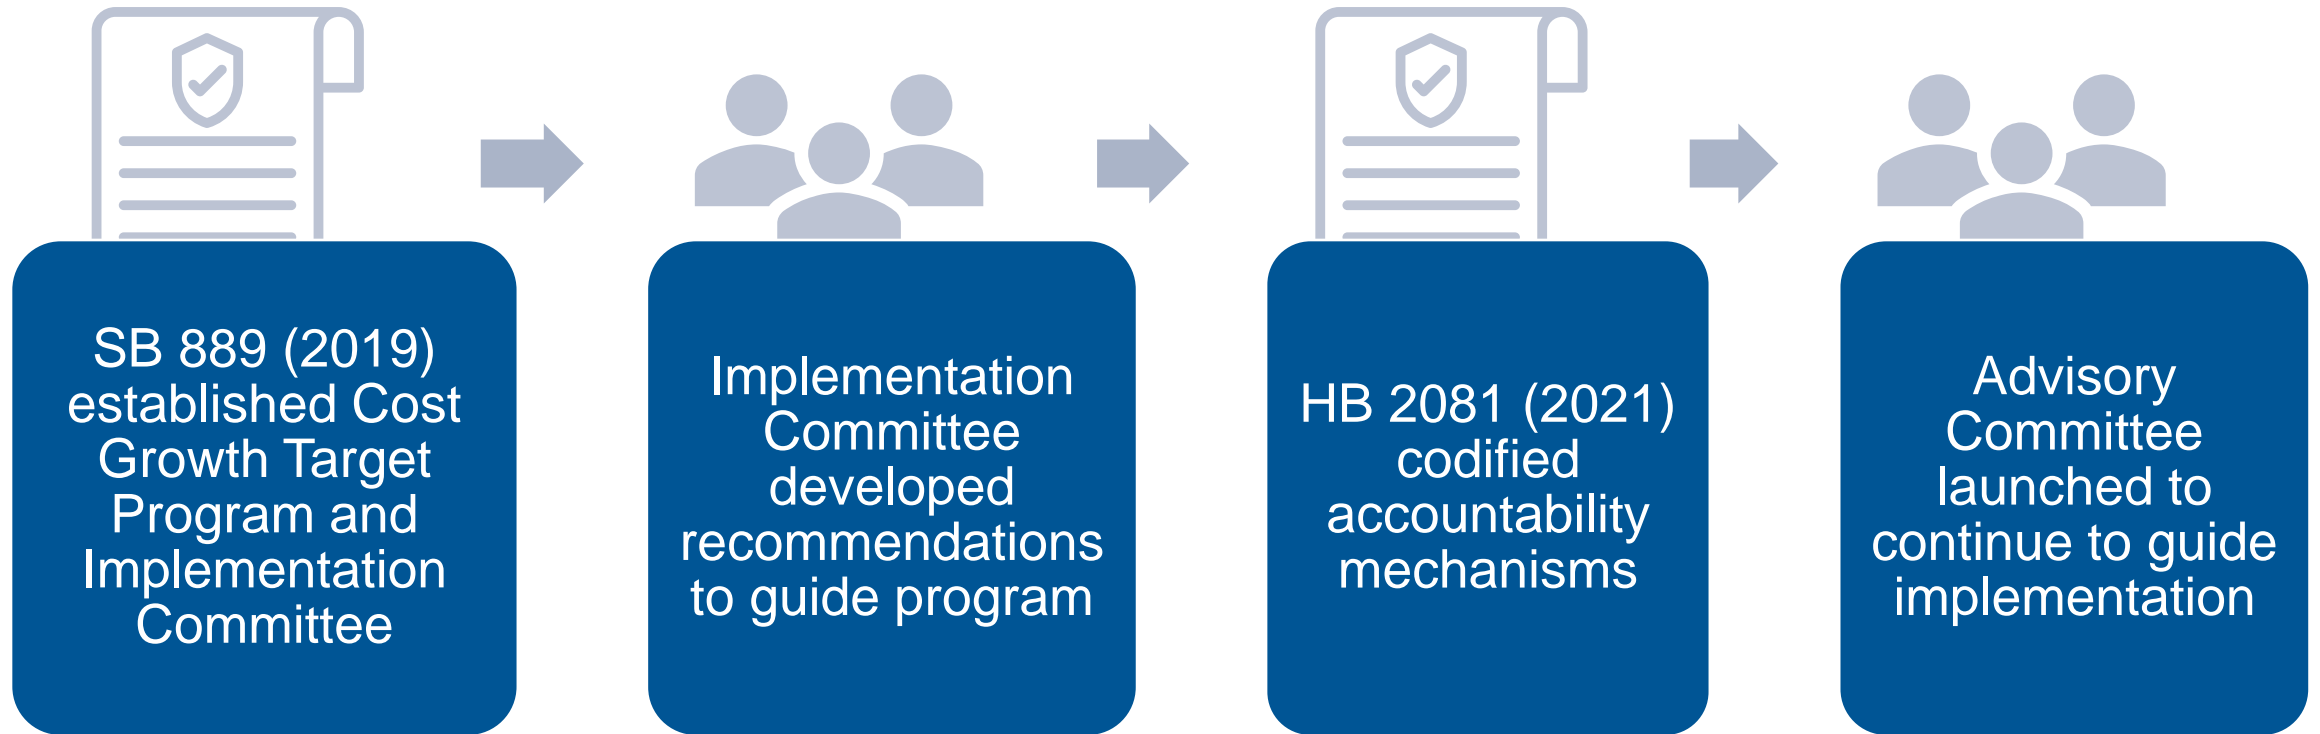 SB 889 (2019)
established Cost
Growth Target
Program and
Implementation
Committee
Implementation
Committee
developed
recommendations
to guide program
HB 2081 (2021)
codified
accountability
mechanisms
Advisory
Committee
launched to
continue to guide
implementation